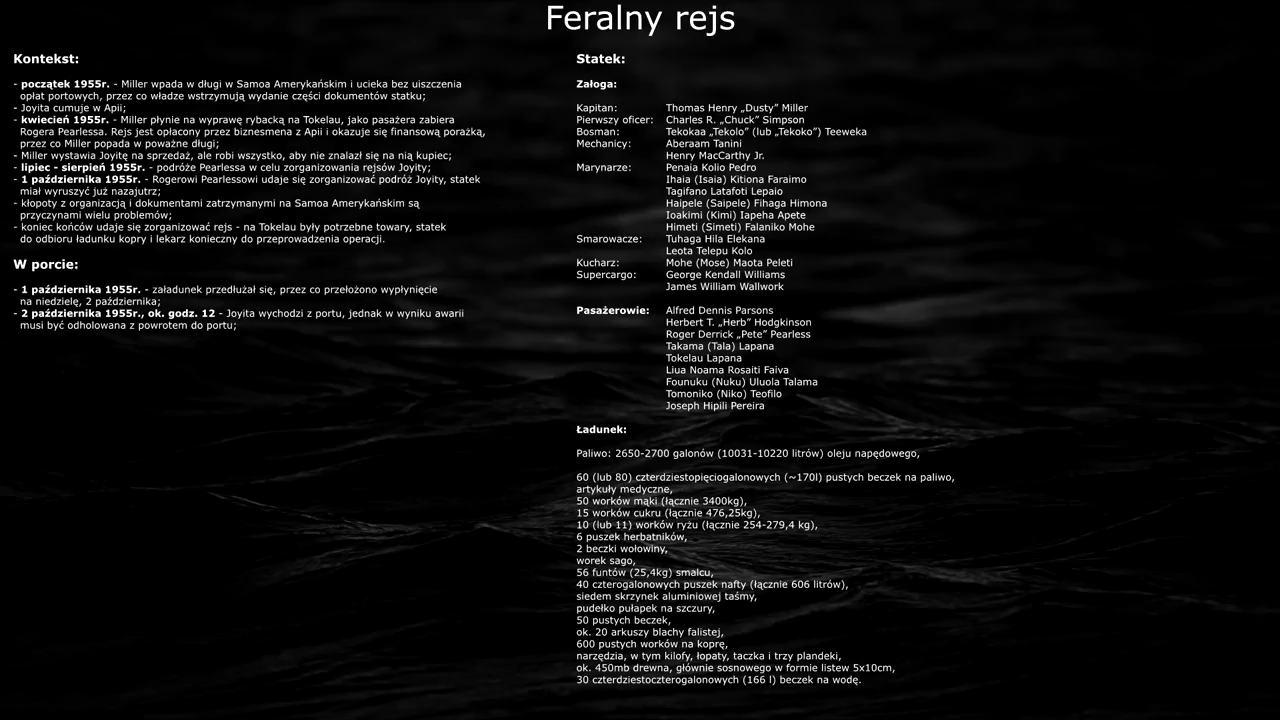 Feralny rejs
Kontekst:
- początek 1955r. - Miller wpada w długi w Samoa Amerykańskim i ucieka bez uiszczenia
opłat portowych, przez co władze wstrzymują wydanie części dokumentów statku;
- Joyita cumuje w Apii;
- kwiecień 1955r. - Miller płynie na wyprawę rybacką na Tokelau, jako pasażera zabiera
Rogera Pearlessa. Rejs jest opłacony przez biznesmena z Apii i okazuje się finansową porażką,
przez co Miller popada w poważne długi;
- Miller wystawia Joyitę na sprzedaż, ale robi wszystko, aby nie znalazł się na nią kupiec;
- lipiec - sierpień 1955r. - podróże Pearlessa w celu zorganizowania rejsów Joyity;
- 1 października 1955r. - Rogerowi Pearlessowi udaje się zorganizować podróż Joyity, statek
miał wyruszyć już nazajutrz;
- kłopoty z organizacją i dokumentami zatrzymanymi na Samoa Amerykańskim są
przyczynami wielu problemów;
- koniec końców udaje się zorganizować rejs - na Tokelau były potrzebne towary, statek
do odbioru ładunku kopry i lekarz konieczny do przeprowadzenia operacji.
W porcie:
- 1 października 1955r. - załadunek przedłużał się, przez co przełożono wypłynięcie
na niedzielę, 2 października;
- 2 października 1955r., ok. godz. 12 - Joyita wychodzi z portu, jednak w wyniku awarii
musi być odholowana z powrotem do portu;
Statek:
Załoga:
Kapitan: Thomas Henry „Dusty” Miller
Pierwszy oficer: Charles R. „Chuck” Simpson
Bosman: Tekokaa „Tekolo” (lub „Tekoko”) Teeweka
Mechanicy: Aberaam Tanini
Henry MacCarthy Jr.
Marynarze: Penaia Kolio Pedro
Ihaia (Isaia) Kitiona Faraimo
Tagifano Latafoti Lepaio
Haipele (Saipele) Fihaga Himona
Ioakimi (Kimi) Iapeha Apete
Himeti (Simeti) Falaniko Mohe
Smarowacze: Tuhaga Hila Elekana
Leota Telepu Kolo
Kucharz: Mohe (Mose) Maota Peleti
Supercargo: George Kendall Williams
James William Wallwork
Pasażerowie: Alfred Dennis Parsons
Herbert T. „Herb” Hodgkinson
Roger Derrick „Pete” Pearless
Takama (Tala) Lapana
Tokelau Lapana
Liua Noama Rosaiti Faiva
Founuku (Nuku) Uluola Talama
Tomoniko (Niko) Teofilo
Joseph Hipili Pereira
Ładunek:
Paliwo: 2650-2700 galonów (10031-10220 litrów) oleju napędowego,
60 (lub 80) czterdziestopięciogalonowych (~170l) pustych beczek na paliwo,
artykuły medyczne,
50 worków mąki (łącznie 3400kg),
15 worków cukru (łącznie 476,25kg),
10 (lub 11) worków ryżu (łącznie 254-279,4 kg),
6 puszek herbatników,
2 beczki wołowiny,
worek sago,
56 funtów (25,4kg) smalcu,
40 czterogalonowych puszek nafty (łącznie 606 litrów),
siedem skrzynek aluminiowej taśmy,
pudełko pułapek na szczury,
50 pustych beczek,
ok. 20 arkuszy blachy falistej,
600 pustych worków na koprę,
narzędzia, w tym kilofy, łopaty, taczka i trzy plandeki,
ok. 450mb drewna, głównie sosnowego w formie listew 5x10cm,
30 czterdziestoczterogalonowych (166 l) beczek na wodę.